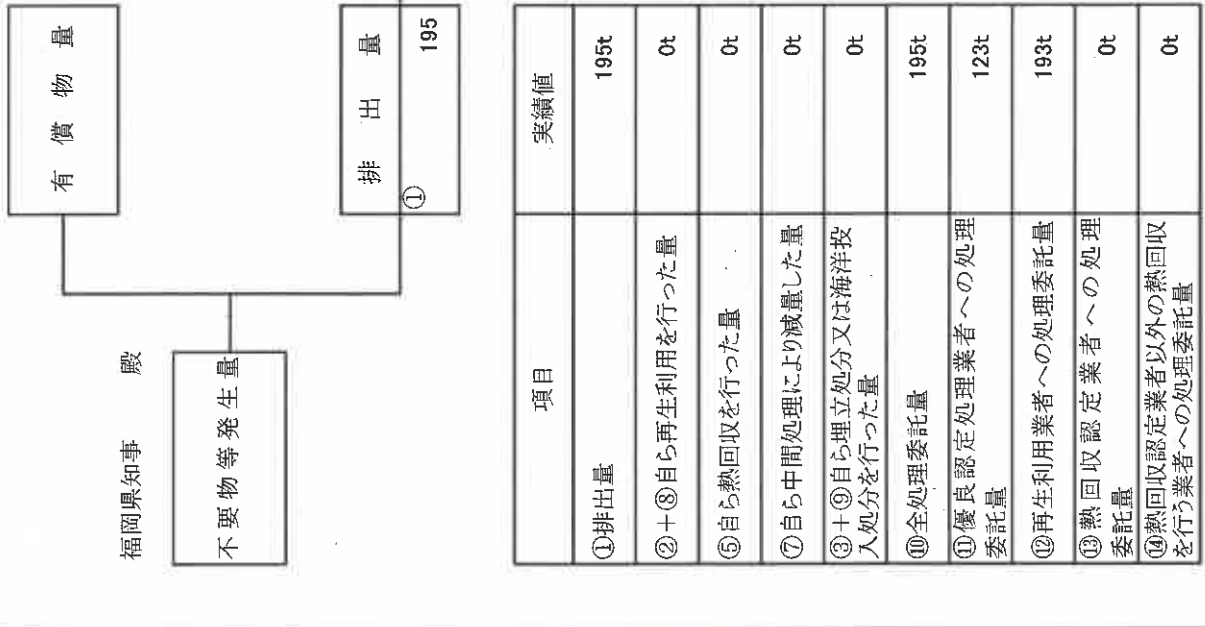 福岡県知事　殿
不要物等発生量
有償物量
排出量
① 195
項目 実績値
①排出量 195t
②＋⑧自ら再生利用を行った量 0t
⑤自ら熱回収を行った量 0t
⑦自ら中間処理により減量した量 0t
③＋⑨自ら埋立処分又は海洋投
入処分を行った量 0t
⑩全処理委託量 195t
⑪優良認定処理業者への処理
委託量 123t
⑫再生利用業者への処理委託量 193t
⑬熱回収認定業者への処理
委託量 0t
⑭熱回収認定業者以外の熱回収
を行う業者への処理委託量 0t